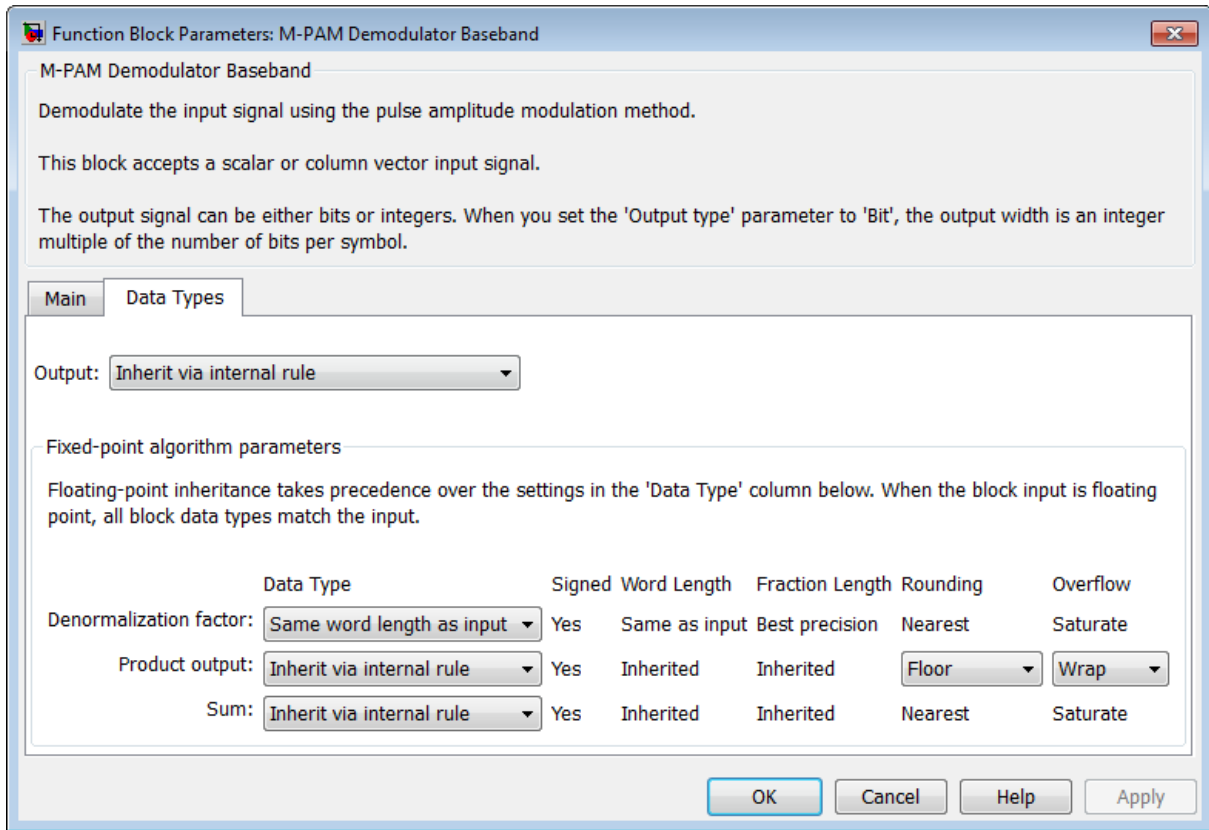 Function Block Parameters: M-PAM Demodulator Baseband
M-PAM Demodulator Baseband
Demodulate the input signal using the pulse amplitude modulation method.
This block accepts a scalar or column vector input signal.
The output signal can be either bits or integers. When you set the 'Output type' parameter to 'Bit', the output width is an integer
multiple of the number of bits per symbol.
Main Data Types
Output: Inherit via internal rule
Fixed-point algorithm parameters
Floating-point inheritance takes precedence over the settings in the 'Data Type' column below. When the block input is floating
point, all block data types match the input.
Data Type Signed Word Length Fraction Length Rounding Overflow
Denormalization factor: Same word length as input Yes Same as input Best precision Nearest Saturate
Product output: Inherit via internal rule Yes Inherited Inherited Floor Wrap
Sum: Inherit via internal rule Yes Inherited Inherited Nearest Saturate
OK Cancel Help Apply